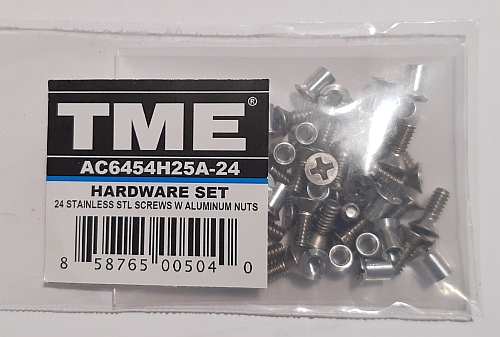 TME®
AC6454H25A-24
HARDWARE SET
24 STAINLESS STL SCREWS W ALUMINUM NUTS
8 58765 00504 0